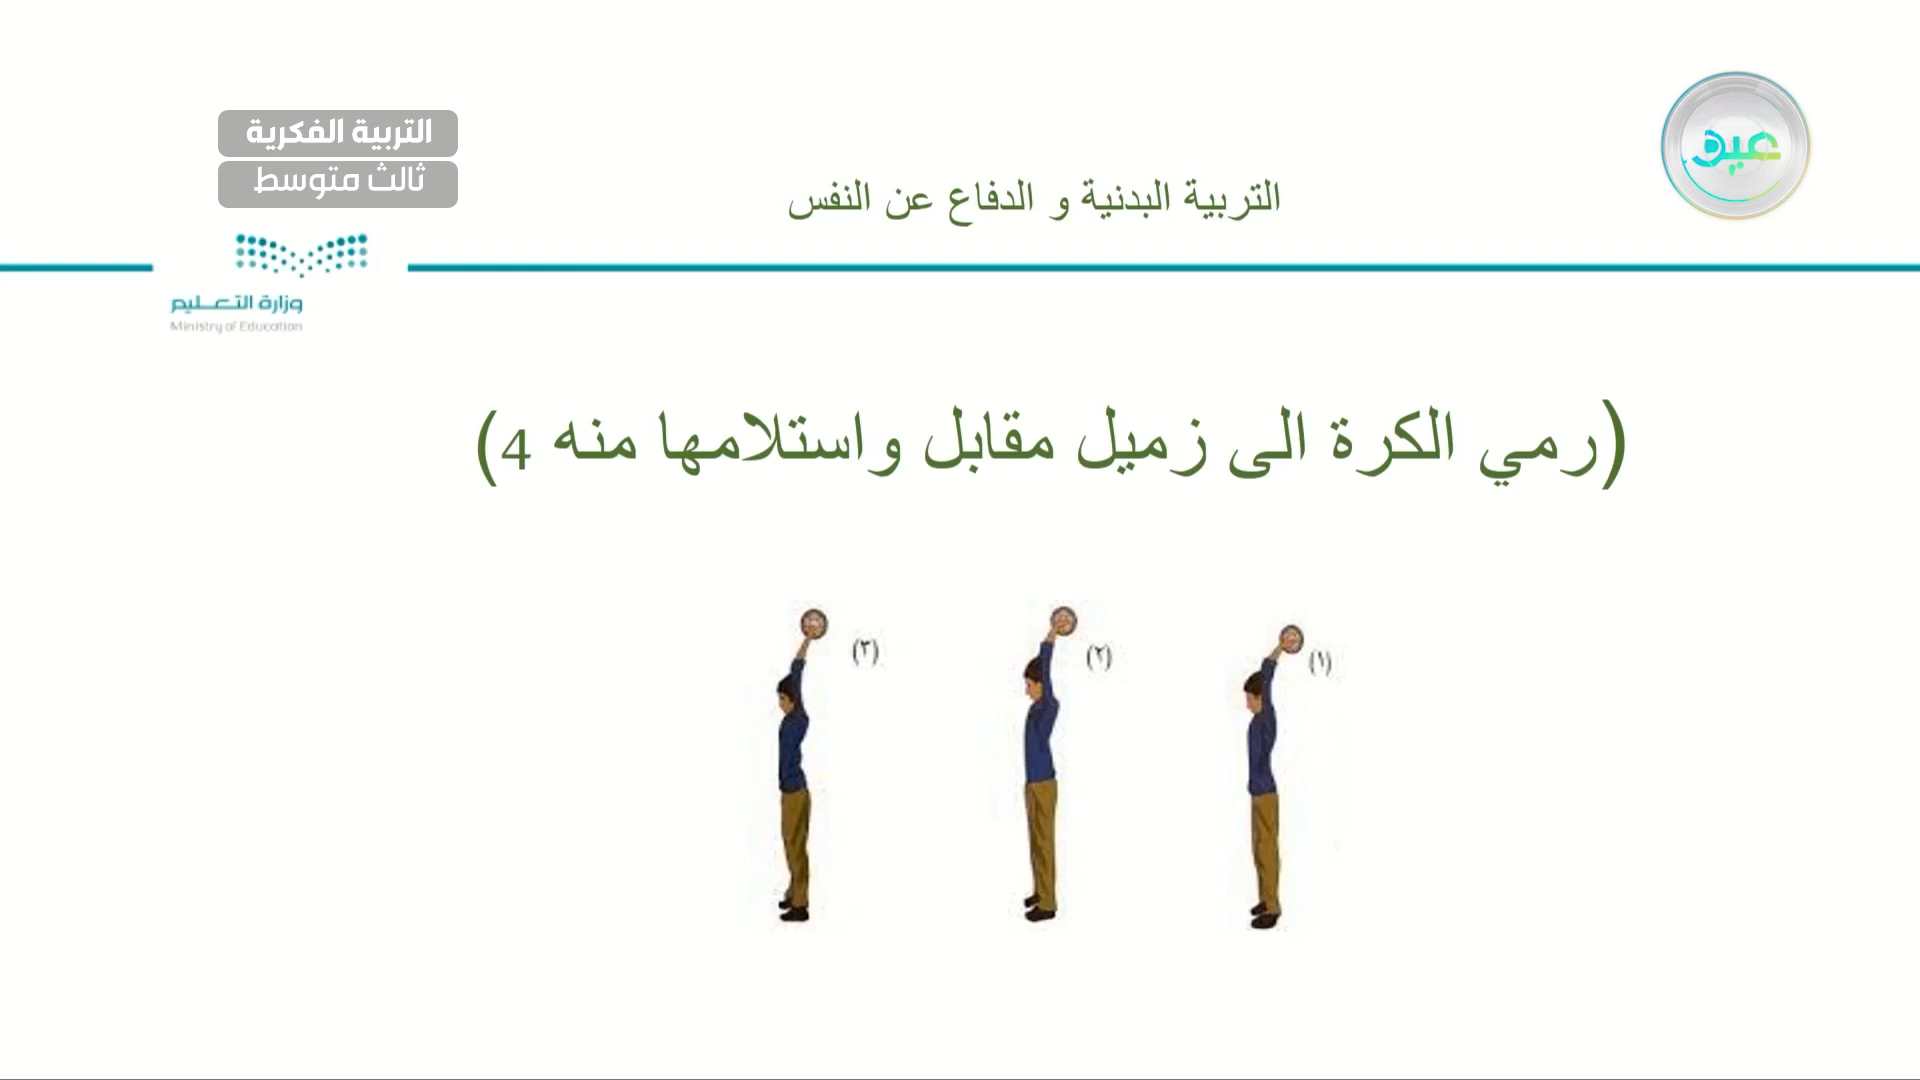 التربية الفكرية
ثالث متوسط
عين
التربية البدنية و الدفاع عن النفس
وزارة التعليم
Ministry of Education
(رمي الكرة الى زميل مقابل واستلامها منه 4)
(١)
(٢)
(٣)